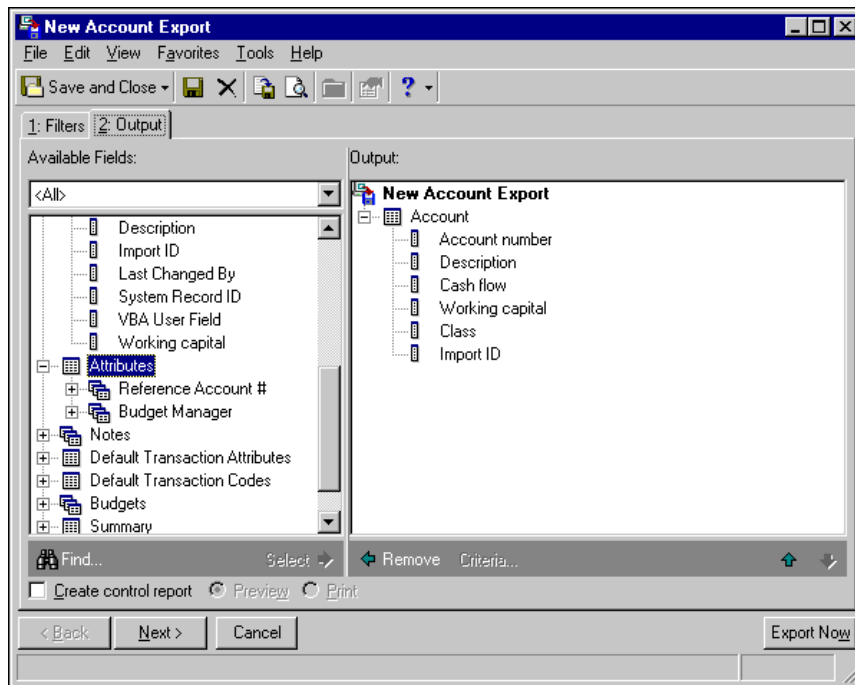 New Account Export
File Edit View Favorites Tools Help
Save and Close ?
1: Filters 2: Output
Available Fields:
<All>
Description
Import ID
Last Changed By
System Record ID
VBA User Field
Working capital
Attributes
Reference Account #
Budget Manager
Notes
Default Transaction Attributes
Default Transaction Codes
Budgets
Summary
Find... Select
Output:
New Account Export
Account
Account number
Description
Cash flow
Working capital
Class
Import ID
Remove Criteria...
Create control report Preview Print
< Back Next > Cancel Export Now